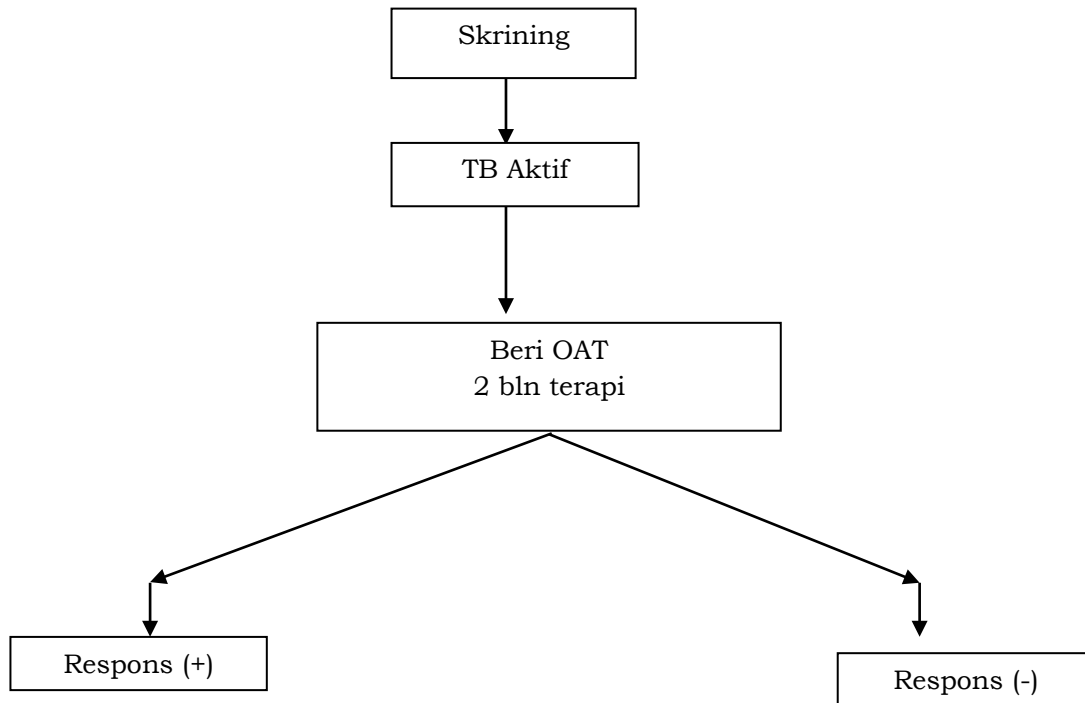 Skrining
TB Aktif
Beri OAT
2 bln terapi
Respons (+)
Respons (-)